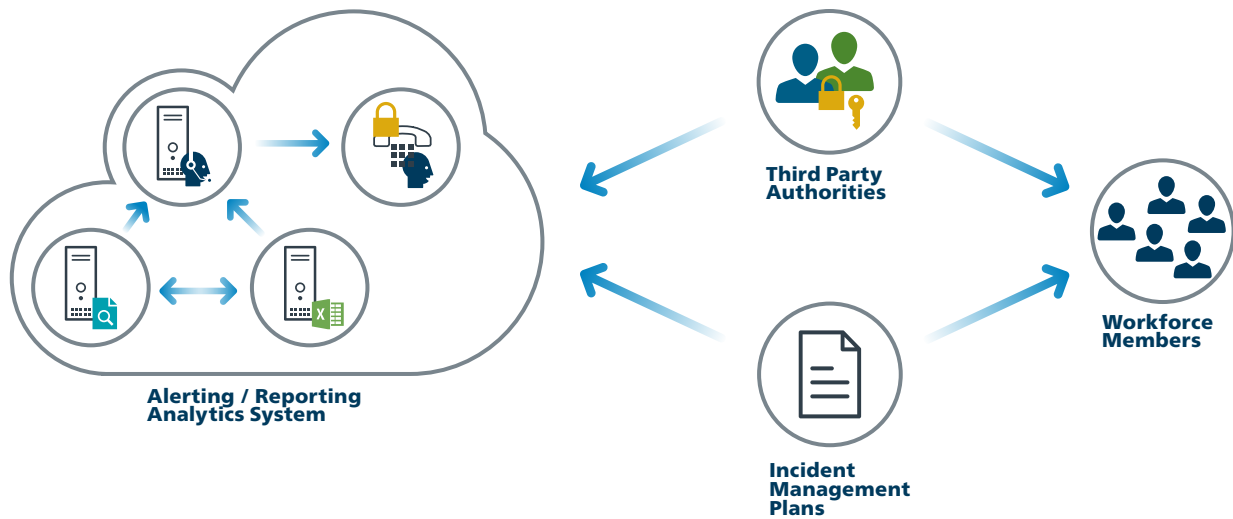 Third Party
Authorities
Workforce
Members
Alerting / Reporting
Analytics System
Incident
Management
Plans
X